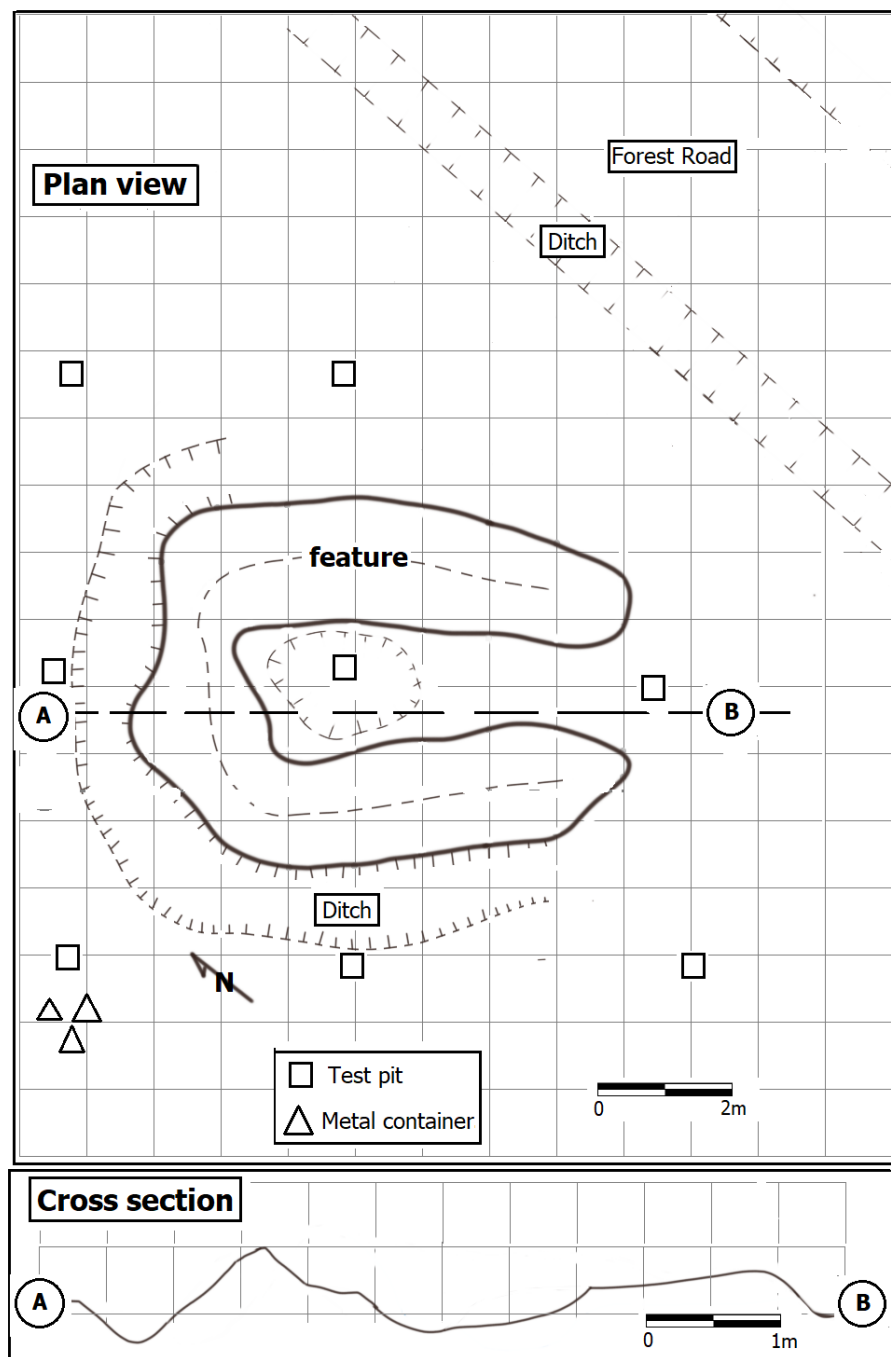 Forest Road
Plan view
Ditch
feature
A
B
Ditch
N
Test pit
Metal container
0 2m
Cross section
A
B
0 1m